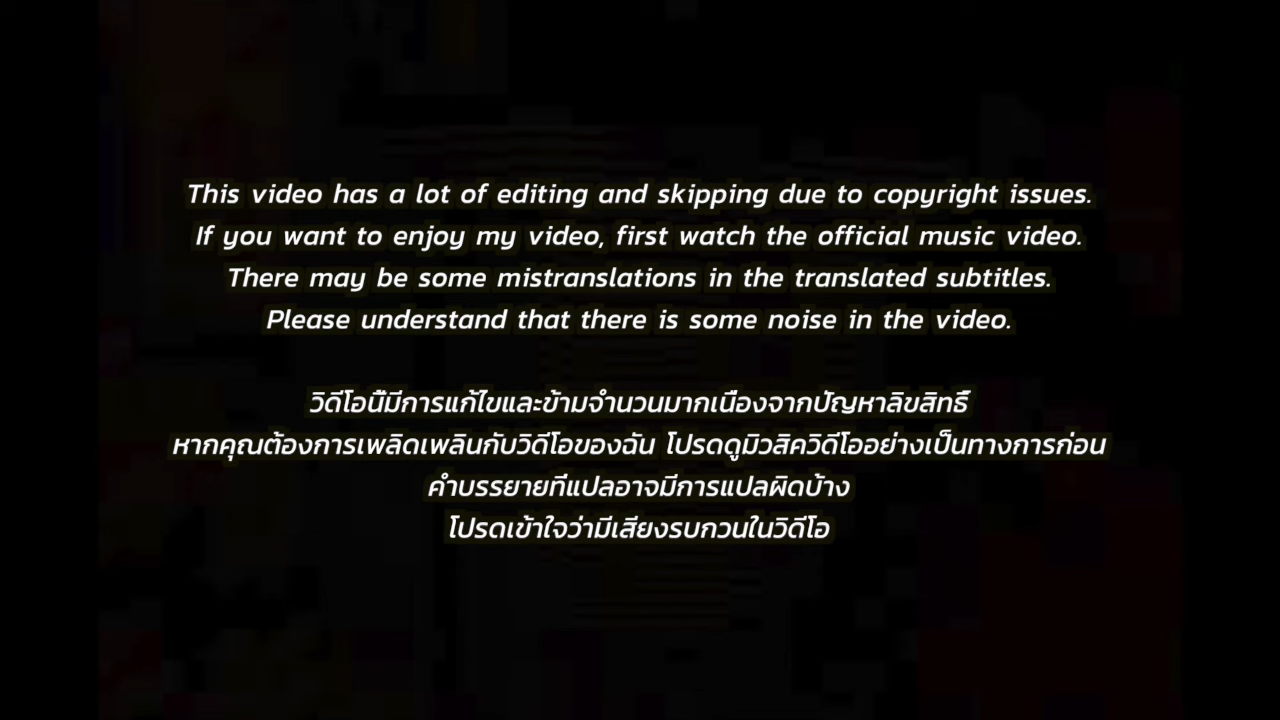 This video has a lot of editing and skipping due to copyright issues.
If you want to enjoy my video, first watch the official music video.
There may be some mistranslations in the translated subtitles.
Please understand that there is some noise in the video.
วิดีโอนี้มีการแก้ไขและข้ามจำนวนมากเนื่องจากปัญหาลิขสิทธิ์
หากคุณต้องการเพลิดเพลินกับวิดีโอของฉัน โปรดดูมิวสิควิดีโออย่างเป็นทางการก่อน
คำบรรยายที่แปลอาจมีการแปลผิดบ้าง
โปรดเข้าใจว่ามีเสียงรบกวนในวิดีโอ